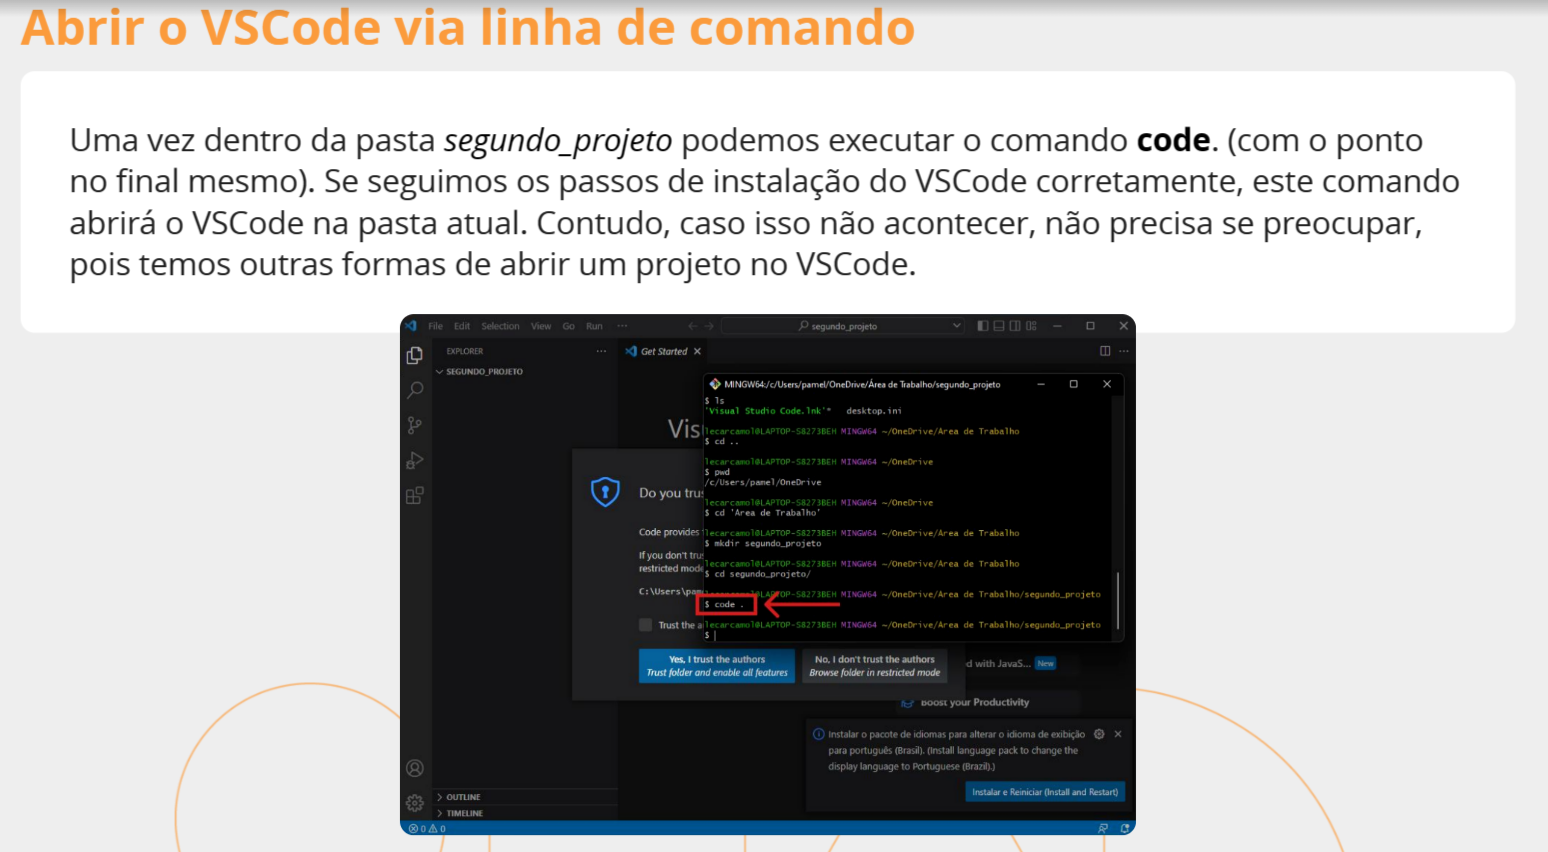 Abrir o VSCode via linha de comando
Uma vez dentro da pasta segundo_projeto podemos executar o comando code. (com o ponto
no final mesmo). Se seguimos os passos de instalação do VSCode corretamente, este comando
abrirá o VSCode na pasta atual. Contudo, caso isso não acontecer, não precisa se preocupar,
pois temos outras formas de abrir um projeto no VSCode.
File Edit Selection View Go Run ··· segundo_projeto
EXPLORER ···
SEGUNDO_PROJETO
Get Started
Vis
Do you trus
Code provides
If you don't trus
restricted mode
C:\Users\pam
Trust the a
MINGW64:/c/Users/pamel/OneDrive/Área de Trabalho/segundo_projeto
$ ls
'Visual Studio Code.lnk'* desktop.ini
lecarcamol@LAPTOP-S8273BEH MINGW64 ~/OneDrive/Área de Trabalho
$ cd ..
lecarcamol@LAPTOP-S8273BEH MINGW64 ~/OneDrive
$ pwd
/c/Users/pamel/OneDrive
lecarcamol@LAPTOP-S8273BEH MINGW64 ~/OneDrive
$ cd 'Área de Trabalho'
lecarcamol@LAPTOP-S8273BEH MINGW64 ~/OneDrive/Área de Trabalho
$ mkdir segundo_projeto
lecarcamol@LAPTOP-S8273BEH MINGW64 ~/OneDrive/Área de Trabalho
$ cd segundo_projeto/
lecarcamol@LAPTOP-S8273BEH MINGW64 ~/OneDrive/Área de Trabalho/segundo_projeto
$ code .
lecarcamol@LAPTOP-S8273BEH MINGW64 ~/OneDrive/Área de Trabalho/segundo_projeto
$
Yes, I trust the authors
Trust folder and enable all features
No, I don't trust the authors
Browse folder in restricted mode
d with JavaS... New
Boost your Productivity
Instalar o pacote de idiomas para alterar o idioma de exibição
para português (Brasil). (Install language pack to change the
display language to Portuguese (Brazil).)
Instalar e Reiniciar (Install and Restart)
OUTLINE
TIMELINE
0 0